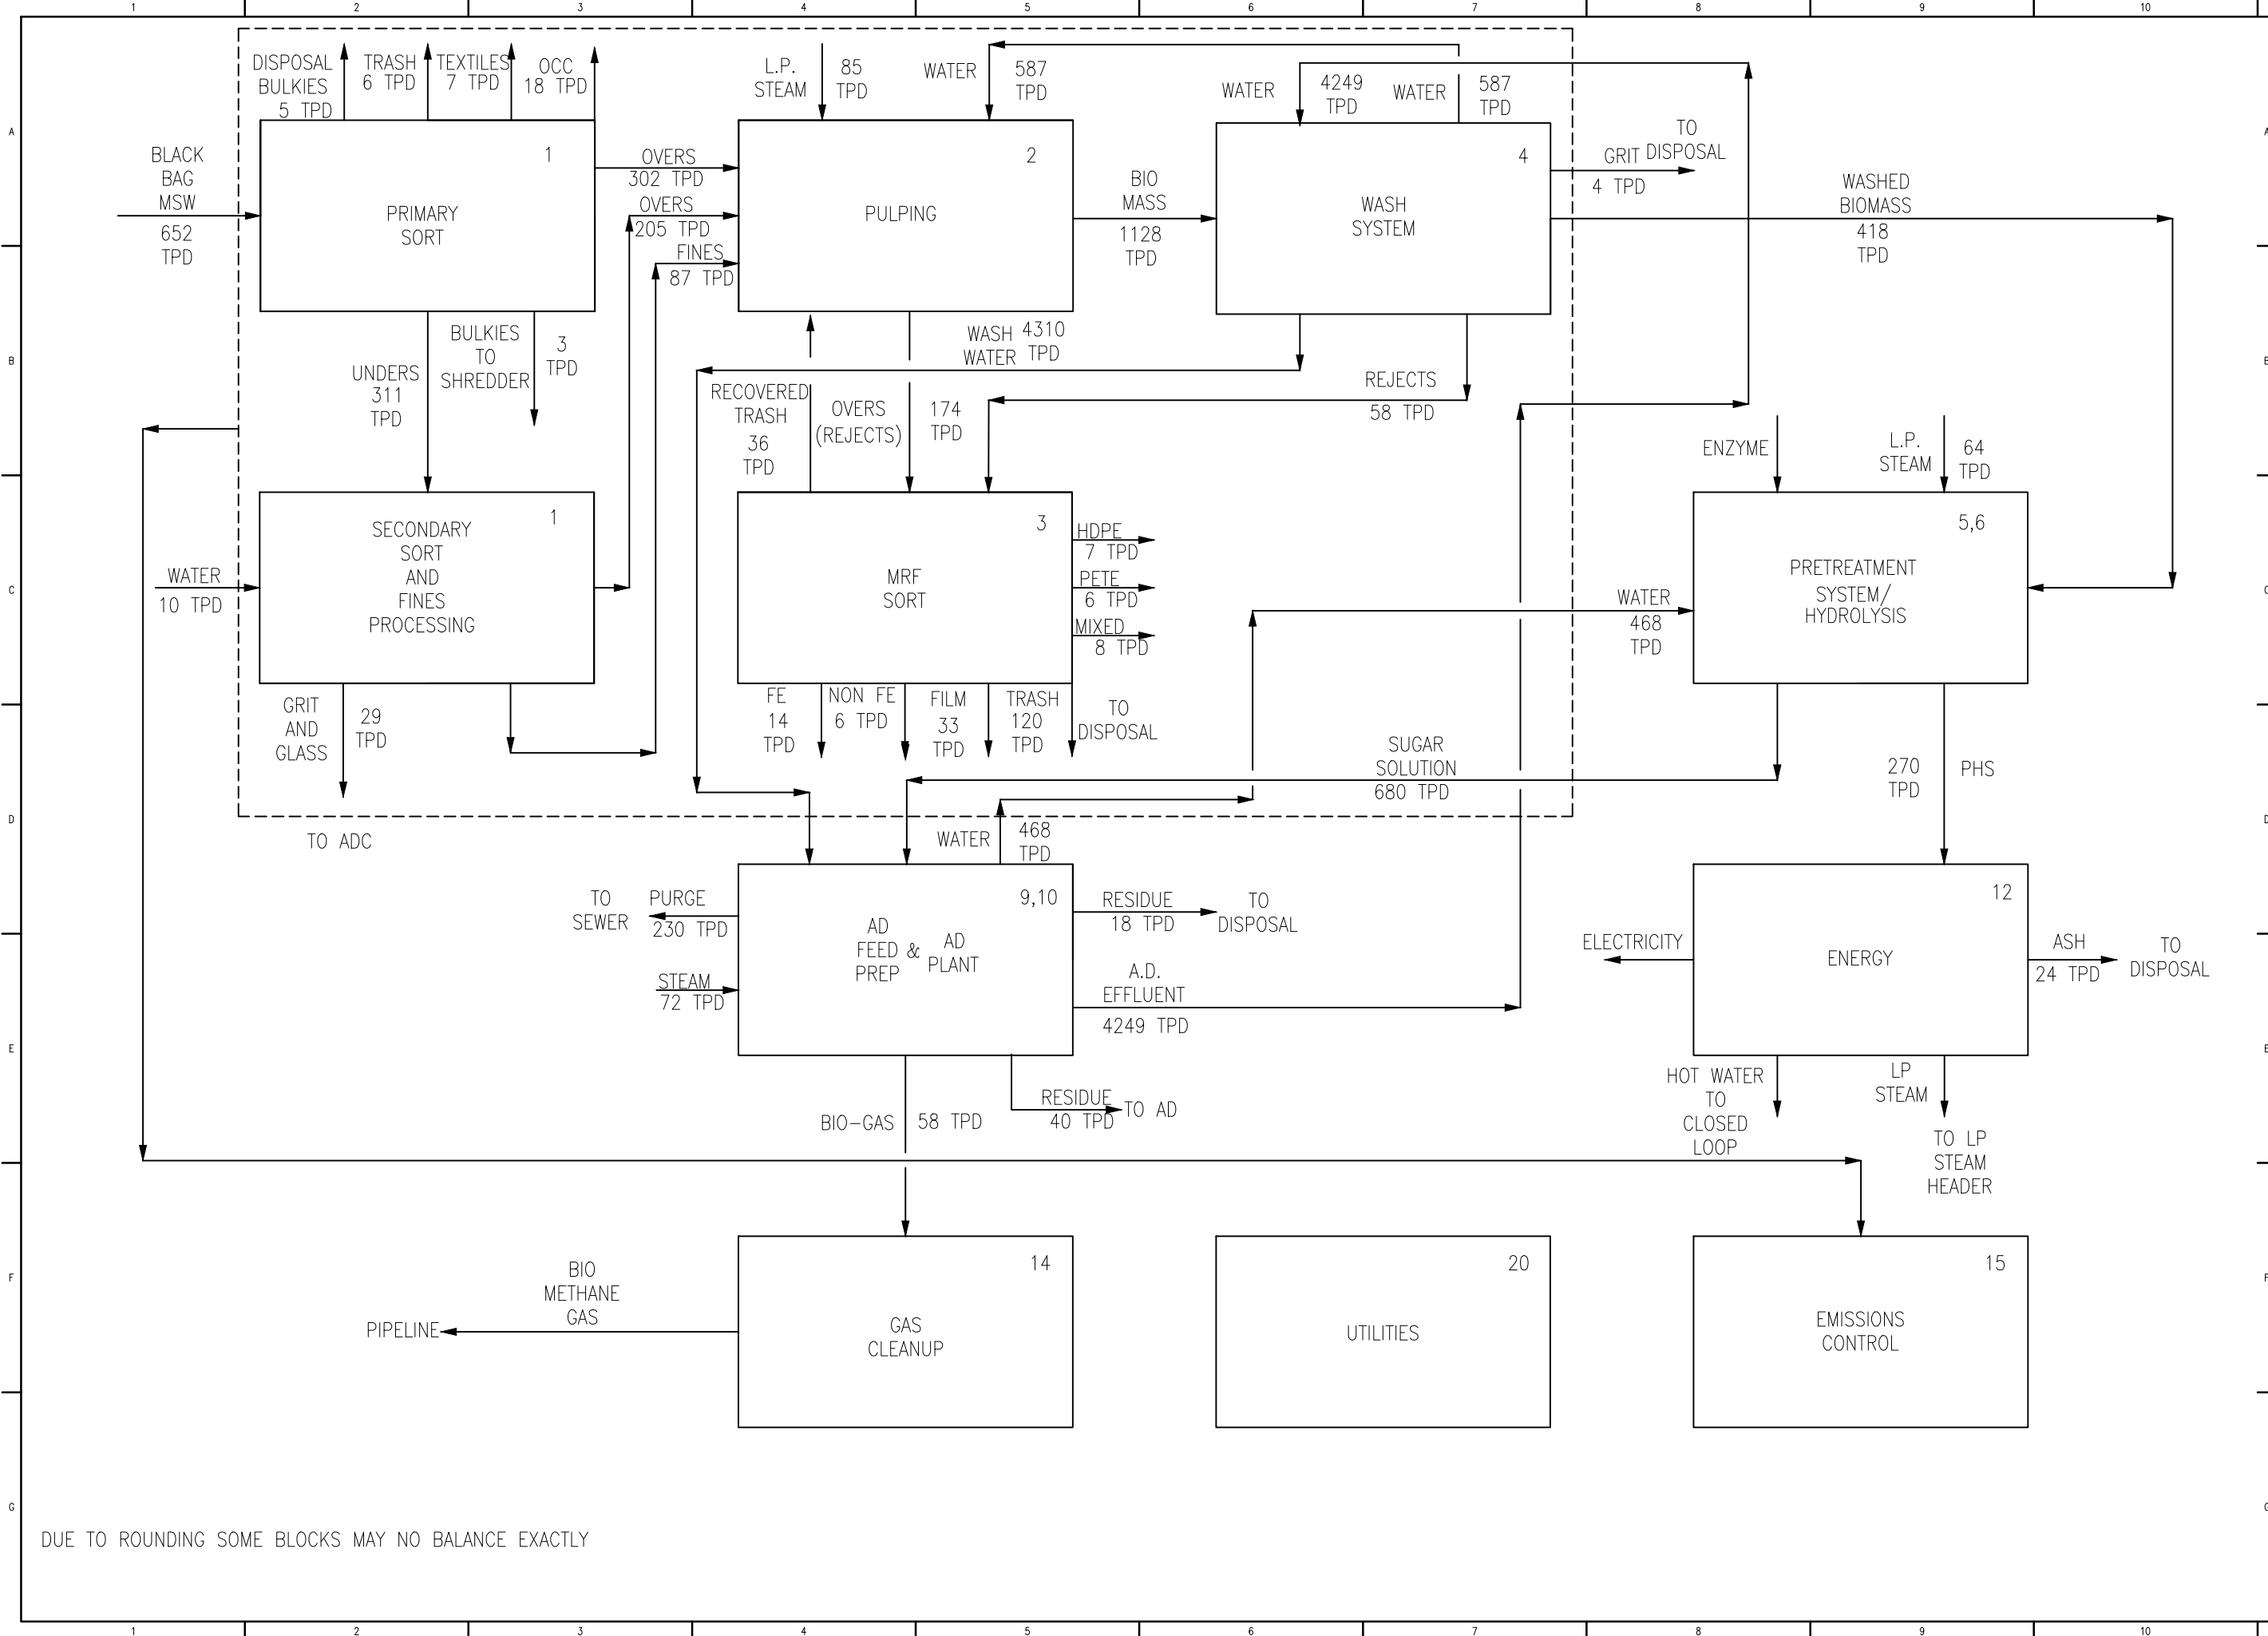 1 2 3 4 5 6 7 8 9 10
A
B
C
D
E
F
G
DISPOSAL
BULKIES
5 TPD
TRASH
6 TPD
TEXTILES
7 TPD
OCC
18 TPD
L.P.
STEAM
85
TPD
WATER
587
TPD
WATER
4249
TPD
WATER
587
TPD
BLACK
BAG
MSW
652
TPD
1
PRIMARY
SORT
OVERS
302 TPD
OVERS
205 TPD
FINES
87 TPD
2
PULPING
BIO
MASS
1128
TPD
4
WASH
SYSTEM
TO
DISPOSAL
GRIT
4 TPD
WASHED
BIOMASS
418
TPD
UNDERS
311
TPD
BULKIES
TO
SHREDDER
3
TPD
RECOVERED
TRASH
36
TPD
OVERS
(REJECTS)
174
TPD
WASH
WATER
4310
TPD
REJECTS
58 TPD
ENZYME
L.P.
STEAM
64
TPD
WATER
10 TPD
1
SECONDARY
SORT
AND
FINES
PROCESSING
3
MRF
SORT
HDPE
7 TPD
PETE
6 TPD
MIXED
8 TPD
WATER
468
TPD
5,6
PRETREATMENT
SYSTEM/
HYDROLYSIS
GRIT
AND
GLASS
29
TPD
TO ADC
FE
14
TPD
NON FE
6 TPD
FILM
33
TPD
TRASH
120
TPD
TO
DISPOSAL
SUGAR
SOLUTION
680 TPD
270
TPD
PHS
WATER
468
TPD
TO
SEWER
PURGE
230 TPD
STEAM
72 TPD
9,10
AD
FEED &
PREP
AD
PLANT
RESIDUE
18 TPD
TO
DISPOSAL
A.D.
EFFLUENT
4249 TPD
ELECTRICITY
12
ENERGY
ASH
24 TPD
TO
DISPOSAL
BIO-GAS
58 TPD
RESIDUE
40 TPD
TO AD
HOT WATER
TO
CLOSED
LOOP
LP
STEAM
TO LP
STEAM
HEADER
PIPELINE
BIO
METHANE
GAS
14
GAS
CLEANUP
20
UTILITIES
15
EMISSIONS
CONTROL
DUE TO ROUNDING SOME BLOCKS MAY NO BALANCE EXACTLY
1 2 3 4 5 6 7 8 9 10